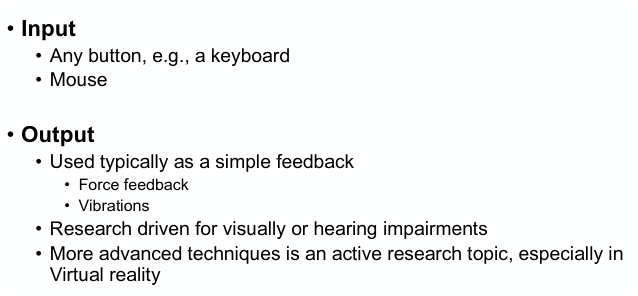 • Input
• Any button, e.g., a keyboard
• Mouse
• Output
• Used typically as a simple feedback
• Force feedback
• Vibrations
• Research driven for visually or hearing impairments
• More advanced techniques is an active research topic, especially in
Virtual reality